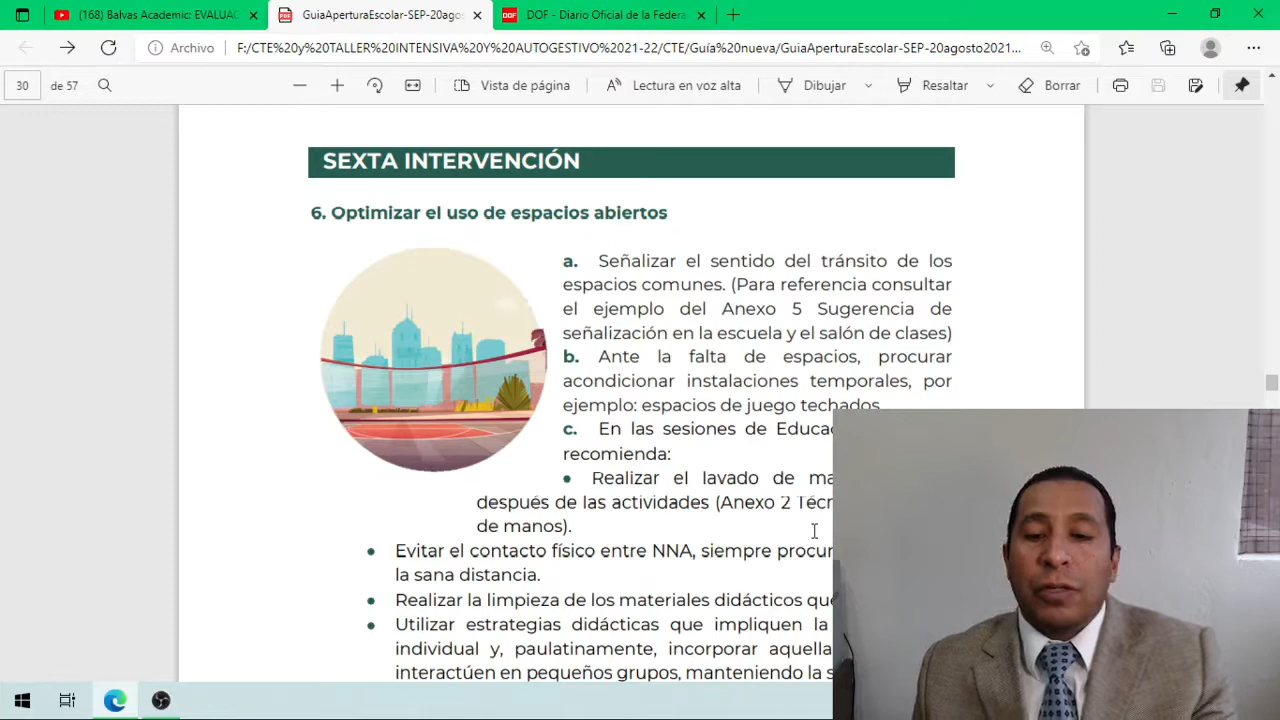 (168) Balvas Academic: EVALUAC
GuiaAperturaEscolar-SEP-20agos
DOF - Diario Oficial de la Federa
Archivo
F:/CTE%20y%20TALLER%20INTENSIVA%20Y%20AUTOGESTIVO%202021-22/CTE/Guía%20nueva/GuiaAperturaEscolar-SEP-20agosto2021...
30 de 57
Vista de página
Lectura en voz alta
Dibujar
Resaltar
Borrar
SEXTA INTERVENCIÓN
6. Optimizar el uso de espacios abiertos
a. Señalizar el sentido del tránsito de los
espacios comunes. (Para referencia consultar
el ejemplo del Anexo 5 Sugerencia de
señalización en la escuela y el salón de clases)
b. Ante la falta de espacios, procurar
acondicionar instalaciones temporales, por
ejemplo: espacios de juego techados.
c. En las sesiones de Educa
recomienda:
• Realizar el lavado de ma
después de las actividades (Anexo 2 Técn
de manos).
• Evitar el contacto físico entre NNA, siempre procur
la sana distancia.
• Realizar la limpieza de los materiales didácticos que
• Utilizar estrategias didácticas que impliquen la
individual y, paulatinamente, incorporar aquella
interactúen en pequeños grupos, manteniendo la s